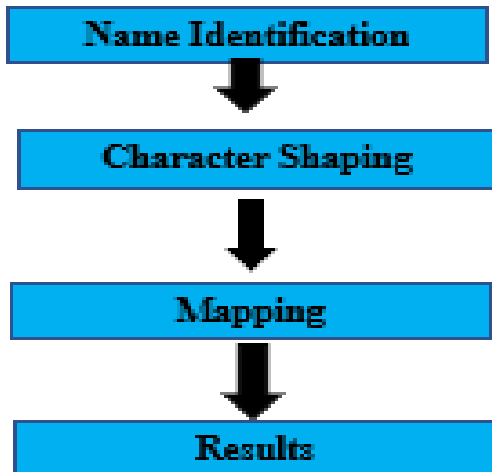 Name Identification
Character Shaping
Mapping
Results